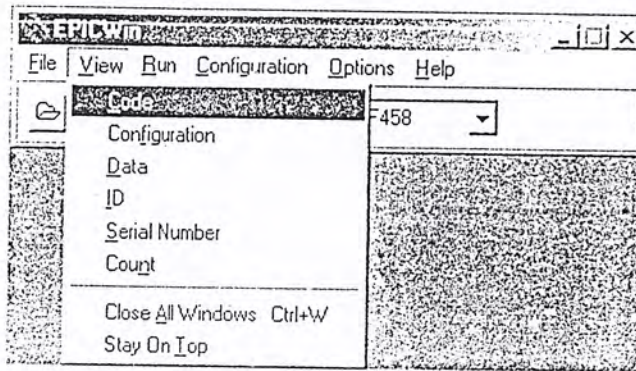 EPICWin
File View Run Configuration Options Help
F458
Code
Configuration
Data
ID
Serial Number
Count
Close All Windows Ctrl+W
Stay On Top